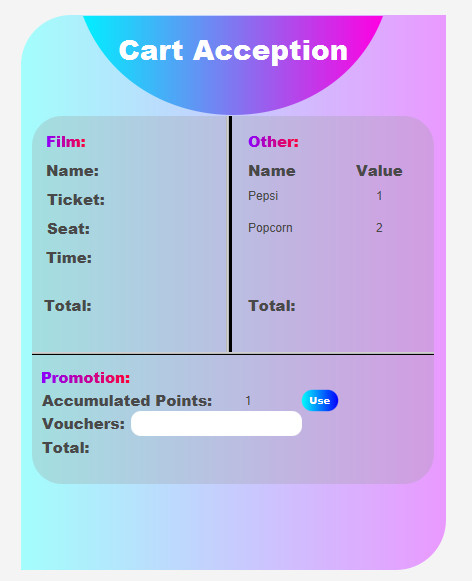 Cart Acception
Film:
Name:
Ticket:
Seat:
Time:
Total:
Other:
Name Value
Pepsi 1
Popcorn 2
Total:
Promotion:
Accumulated Points: 1 Use
Vouchers:
Total: